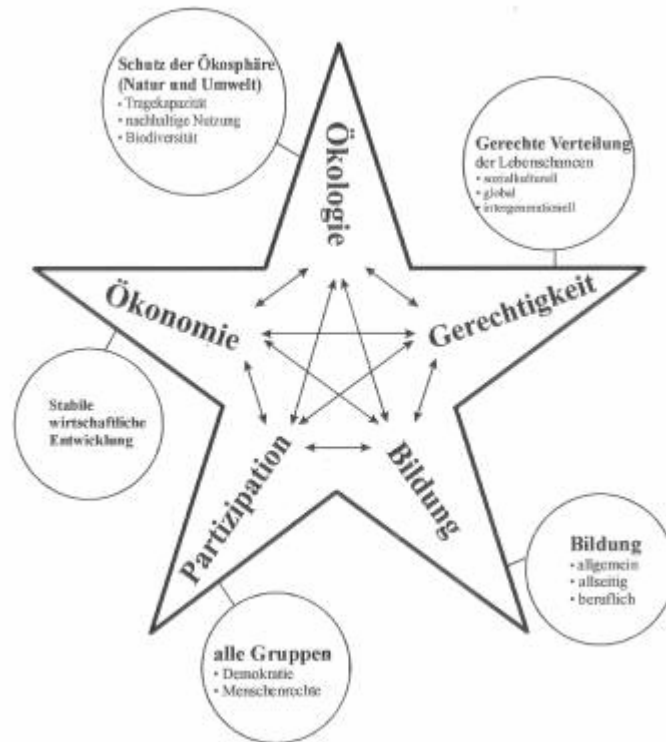 Schutz der Ökosphäre
(Natur und Umwelt)
• Tragekapazität
• nachhaltige Nutzung
• Biodiversität
Ökologie
Gerechte Verteilung
der Lebenschancen
• sozialkulturell
• global
• intergenerationell
Ökonomie
Gerechtigkeit
Stabile
wirtschaftliche
Entwicklung
Partizipation
Bildung
Bildung
• allgemein
• allseitig
• beruflich
alle Gruppen
• Demokratie
• Menschenrechte